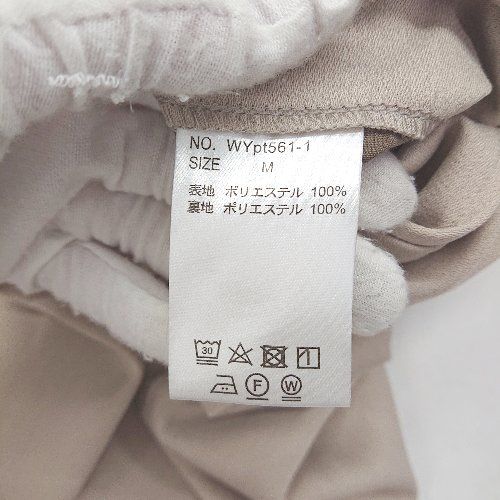 NO. WYpt561-1
SIZE M
表地 ポリエステル 100%
裏地 ポリエステル 100%
30
F W